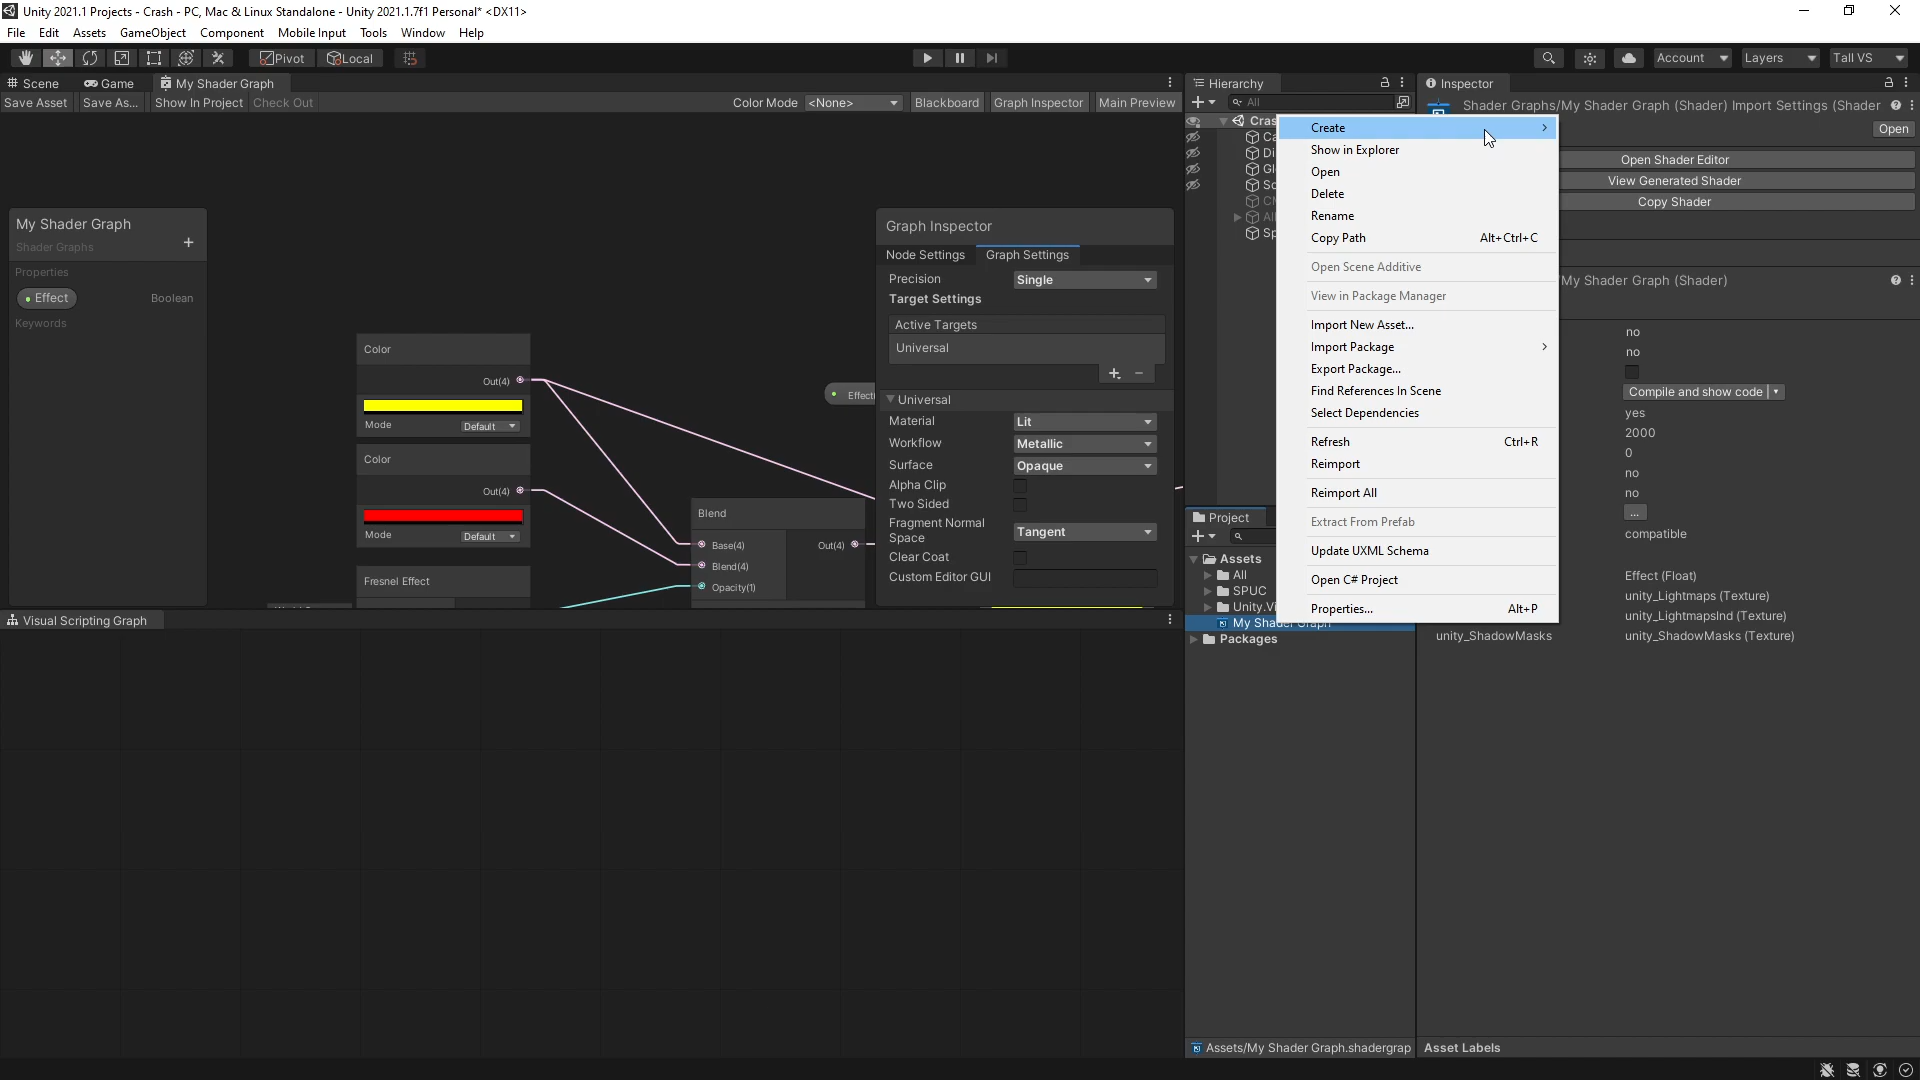 Unity 2021.1 Projects - Crash - PC, Mac & Linux Standalone - Unity 2021.1.7f1 Personal* <DX11>
File Edit Assets GameObject Component Mobile Input Tools Window Help
Pivot Local Account Layers Tall VS
Scene Game My Shader Graph
Save Asset Save As... Show In Project Check Out Color Mode <None> Blackboard Graph Inspector Main Preview
My Shader Graph
Shader Graphs
Properties
Effect Boolean
Keywords
Color
Out(4)
Mode Default
Color
Out(4)
Mode Default
Fresnel Effect
Blend
Base(4) Out(4)
Blend(4)
Opacity(1)
Effect
Graph Inspector
Node Settings Graph Settings
Precision Single
Target Settings
Active Targets
Universal
Universal
Material Lit
Workflow Metallic
Surface Opaque
Alpha Clip
Two Sided
Fragment Normal
Space
Tangent
Clear Coat
Custom Editor GUI
Visual Scripting Graph
Hierarchy
All
Cras
Project
Assets
All
SPUC
Unity.Vi
My Shader Graph
Packages
Assets/My Shader Graph.shadergrap
Create
Show in Explorer
Open
Delete
Rename
Copy Path Alt+Ctrl+C
Open Scene Additive
View in Package Manager
Import New Asset...
Import Package
Export Package...
Find References In Scene
Select Dependencies
Refresh Ctrl+R
Reimport
Reimport All
Extract From Prefab
Update UXML Schema
Open C# Project
Properties... Alt+P
Inspector
Shader Graphs/My Shader Graph (Shader) Import Settings (Shader
Open
Open Shader Editor
View Generated Shader
Copy Shader
/My Shader Graph (Shader)
no
no
Compile and show code
yes
2000
0
no
no
...
compatible
Effect (Float)
unity_Lightmaps (Texture)
unity_LightmapsInd (Texture)
unity_ShadowMasks unity_ShadowMasks (Texture)
Asset Labels